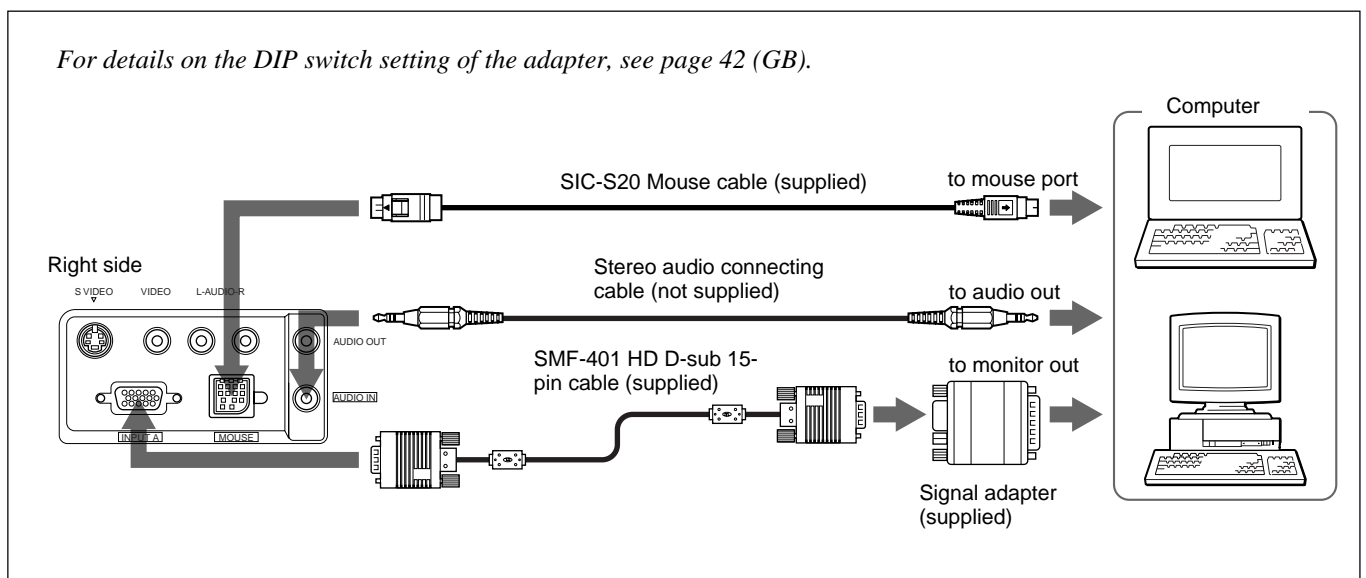 For details on the DIP switch setting of the adapter, see page 42 (GB).
Computer
SIC-S20 Mouse cable (supplied)
to mouse port
Right side
S VIDEO
VIDEO
L-AUDIO-R
Stereo audio connecting
cable (not supplied)
to audio out
AUDIO OUT
SMF-401 HD D-sub 15-
pin cable (supplied)
to monitor out
AUDIO IN
INPUT A
MOUSE
Signal adapter
(supplied)